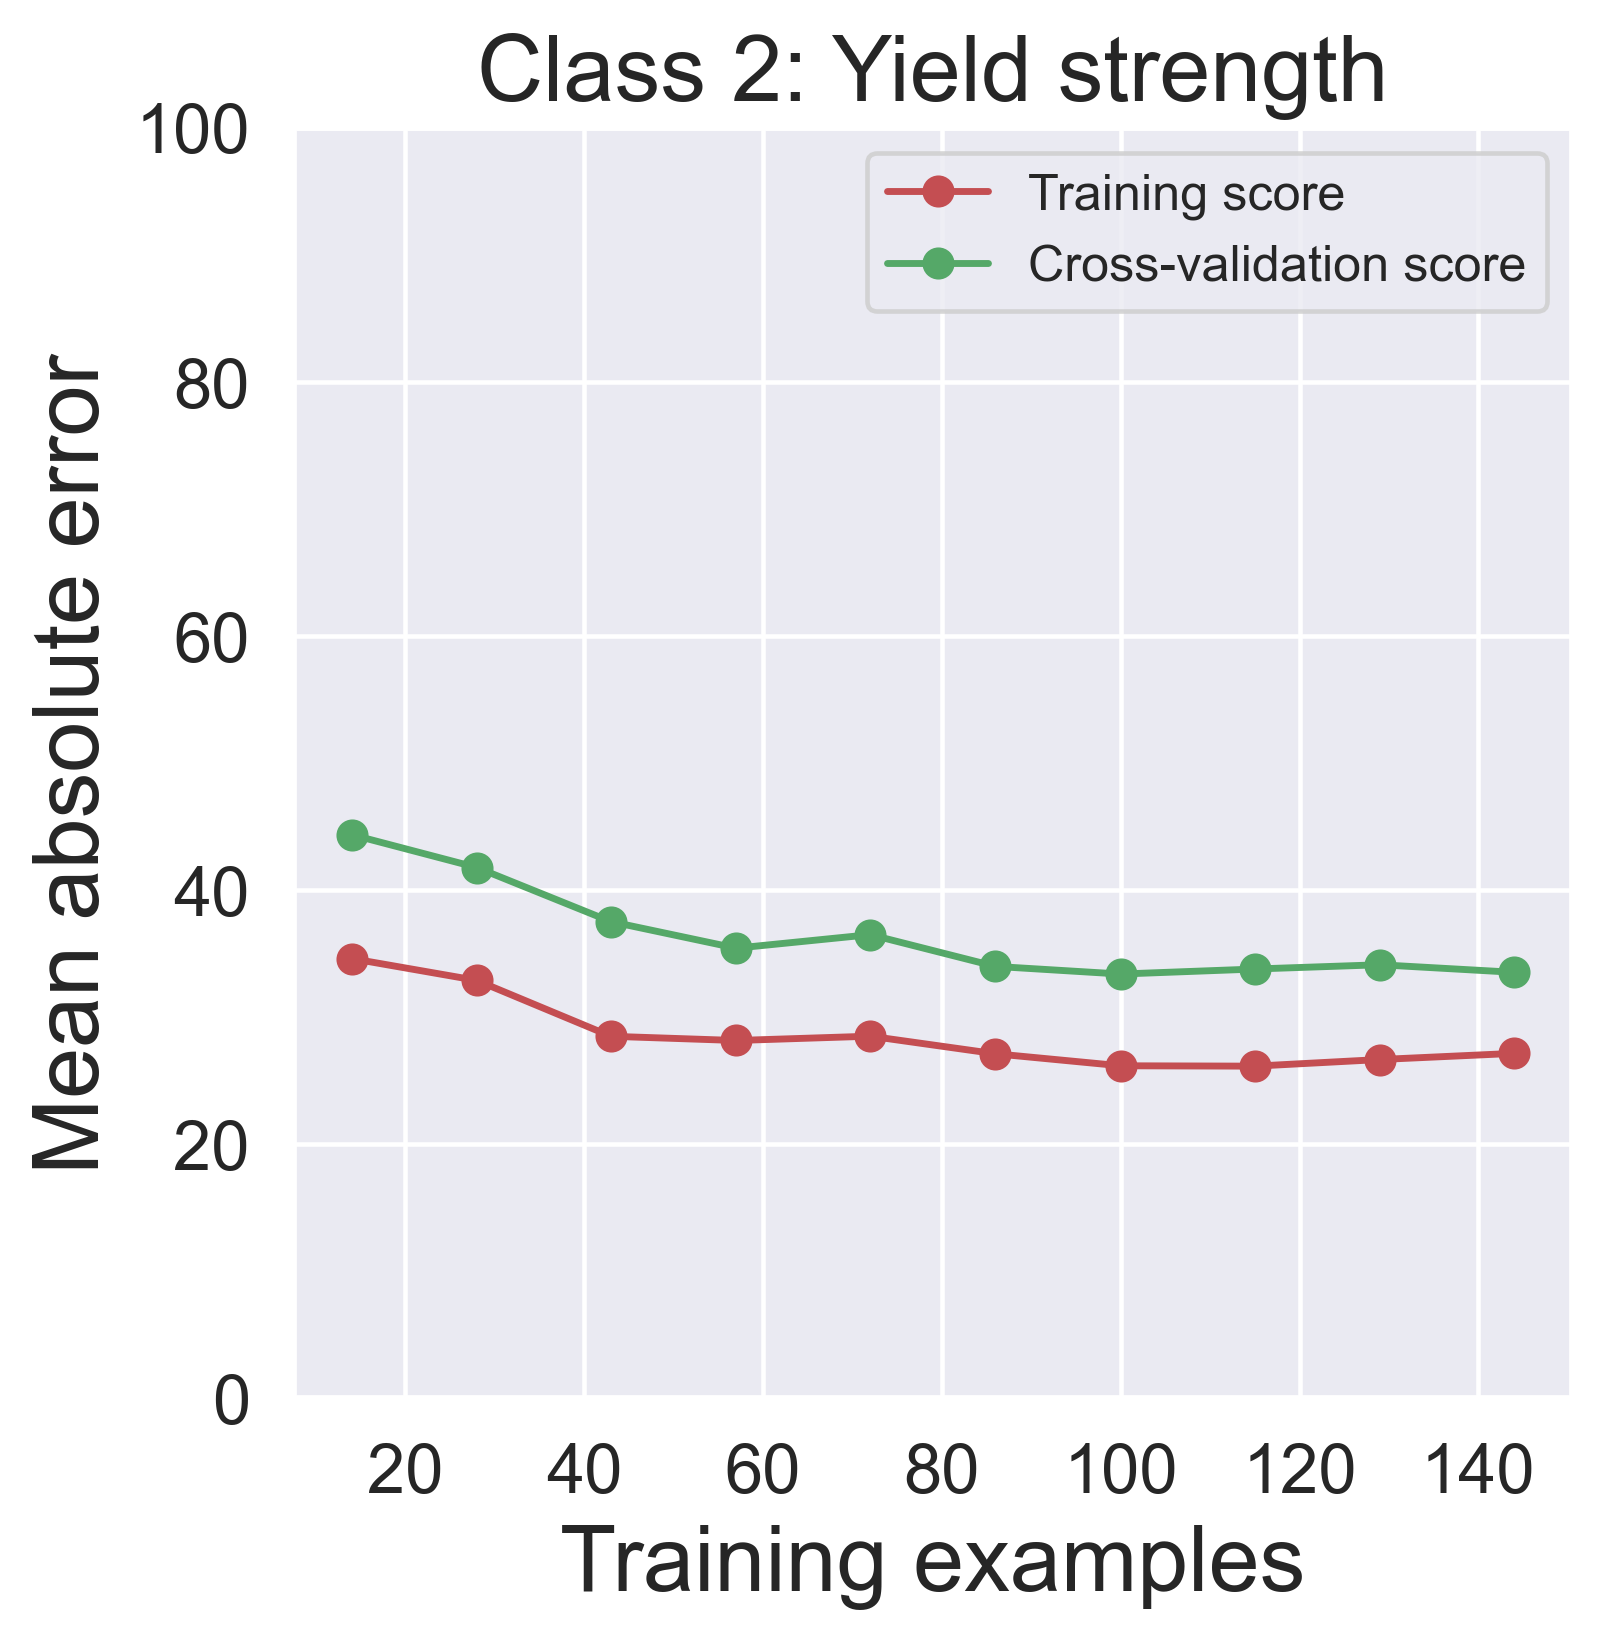 Class 2: Yield strength
100
80
60
40
20
0
Mean absolute error
Training score
Cross-validation score
20 40 60 80 100 120 140
Training examples